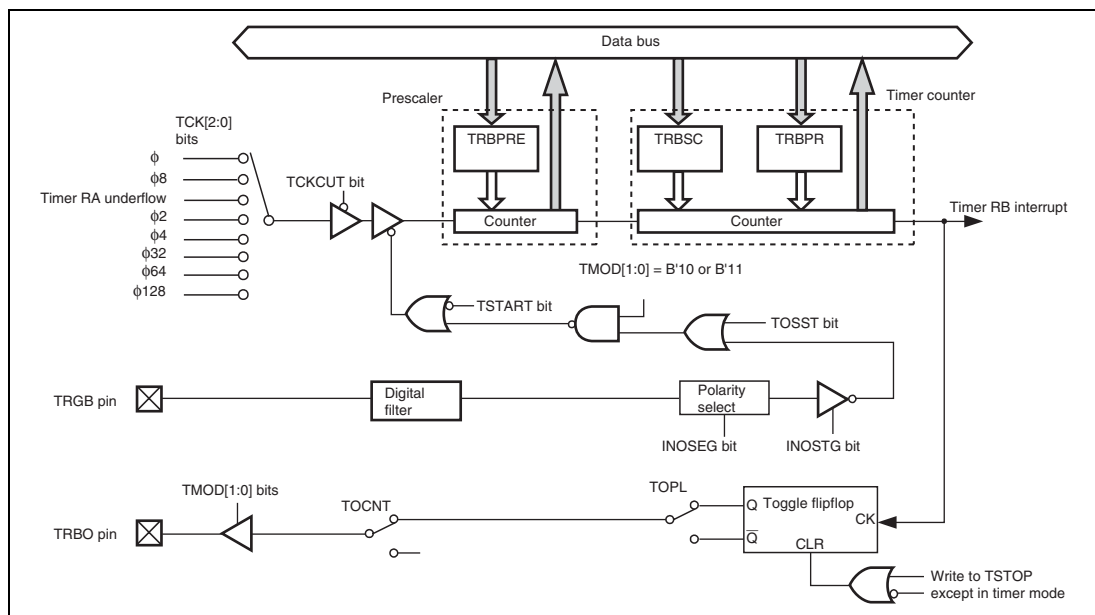 Data bus
Prescaler
Timer counter
TCK[2:0]
bits
TRBPRE
TRBSC
TRBPR
φ
φ8
Timer RA underflow
φ2
φ4
φ32
φ64
φ128
TCKCUT bit
Counter
Counter
Timer RB interrupt
TMOD[1:0] = B'10 or B'11
TSTART bit
TOSST bit
TRGB pin
Digital
filter
Polarity
select
INOSEG bit
INOSTG bit
TMOD[1:0] bits
TOCNT
TOPL
Q
Toggle flipflop
CK
Q̅
CLR
TRBO pin
Write to TSTOP
except in timer mode